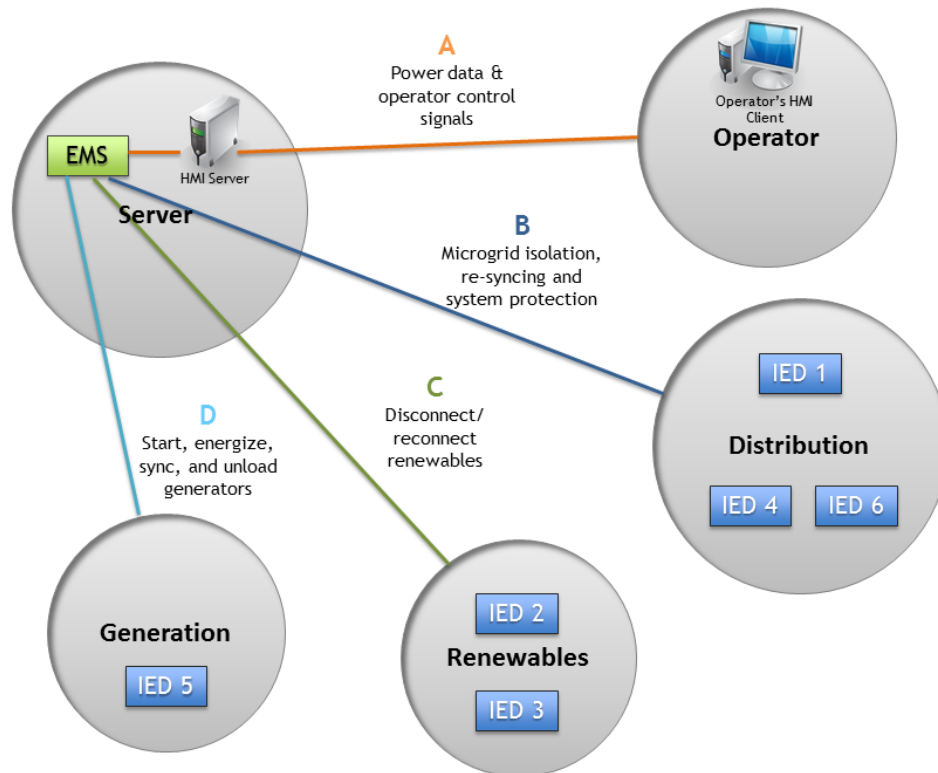 A
Power data &
operator control
signals
Operator's HMI
Client
Operator
EMS
HMI Server
Server
B
Microgrid isolation,
re-syncing and
system protection
IED 1
Distribution
IED 4
IED 6
C
Disconnect/
reconnect
renewables
D
Start, energize,
sync, and unload
generators
Generation
IED 5
IED 2
Renewables
IED 3